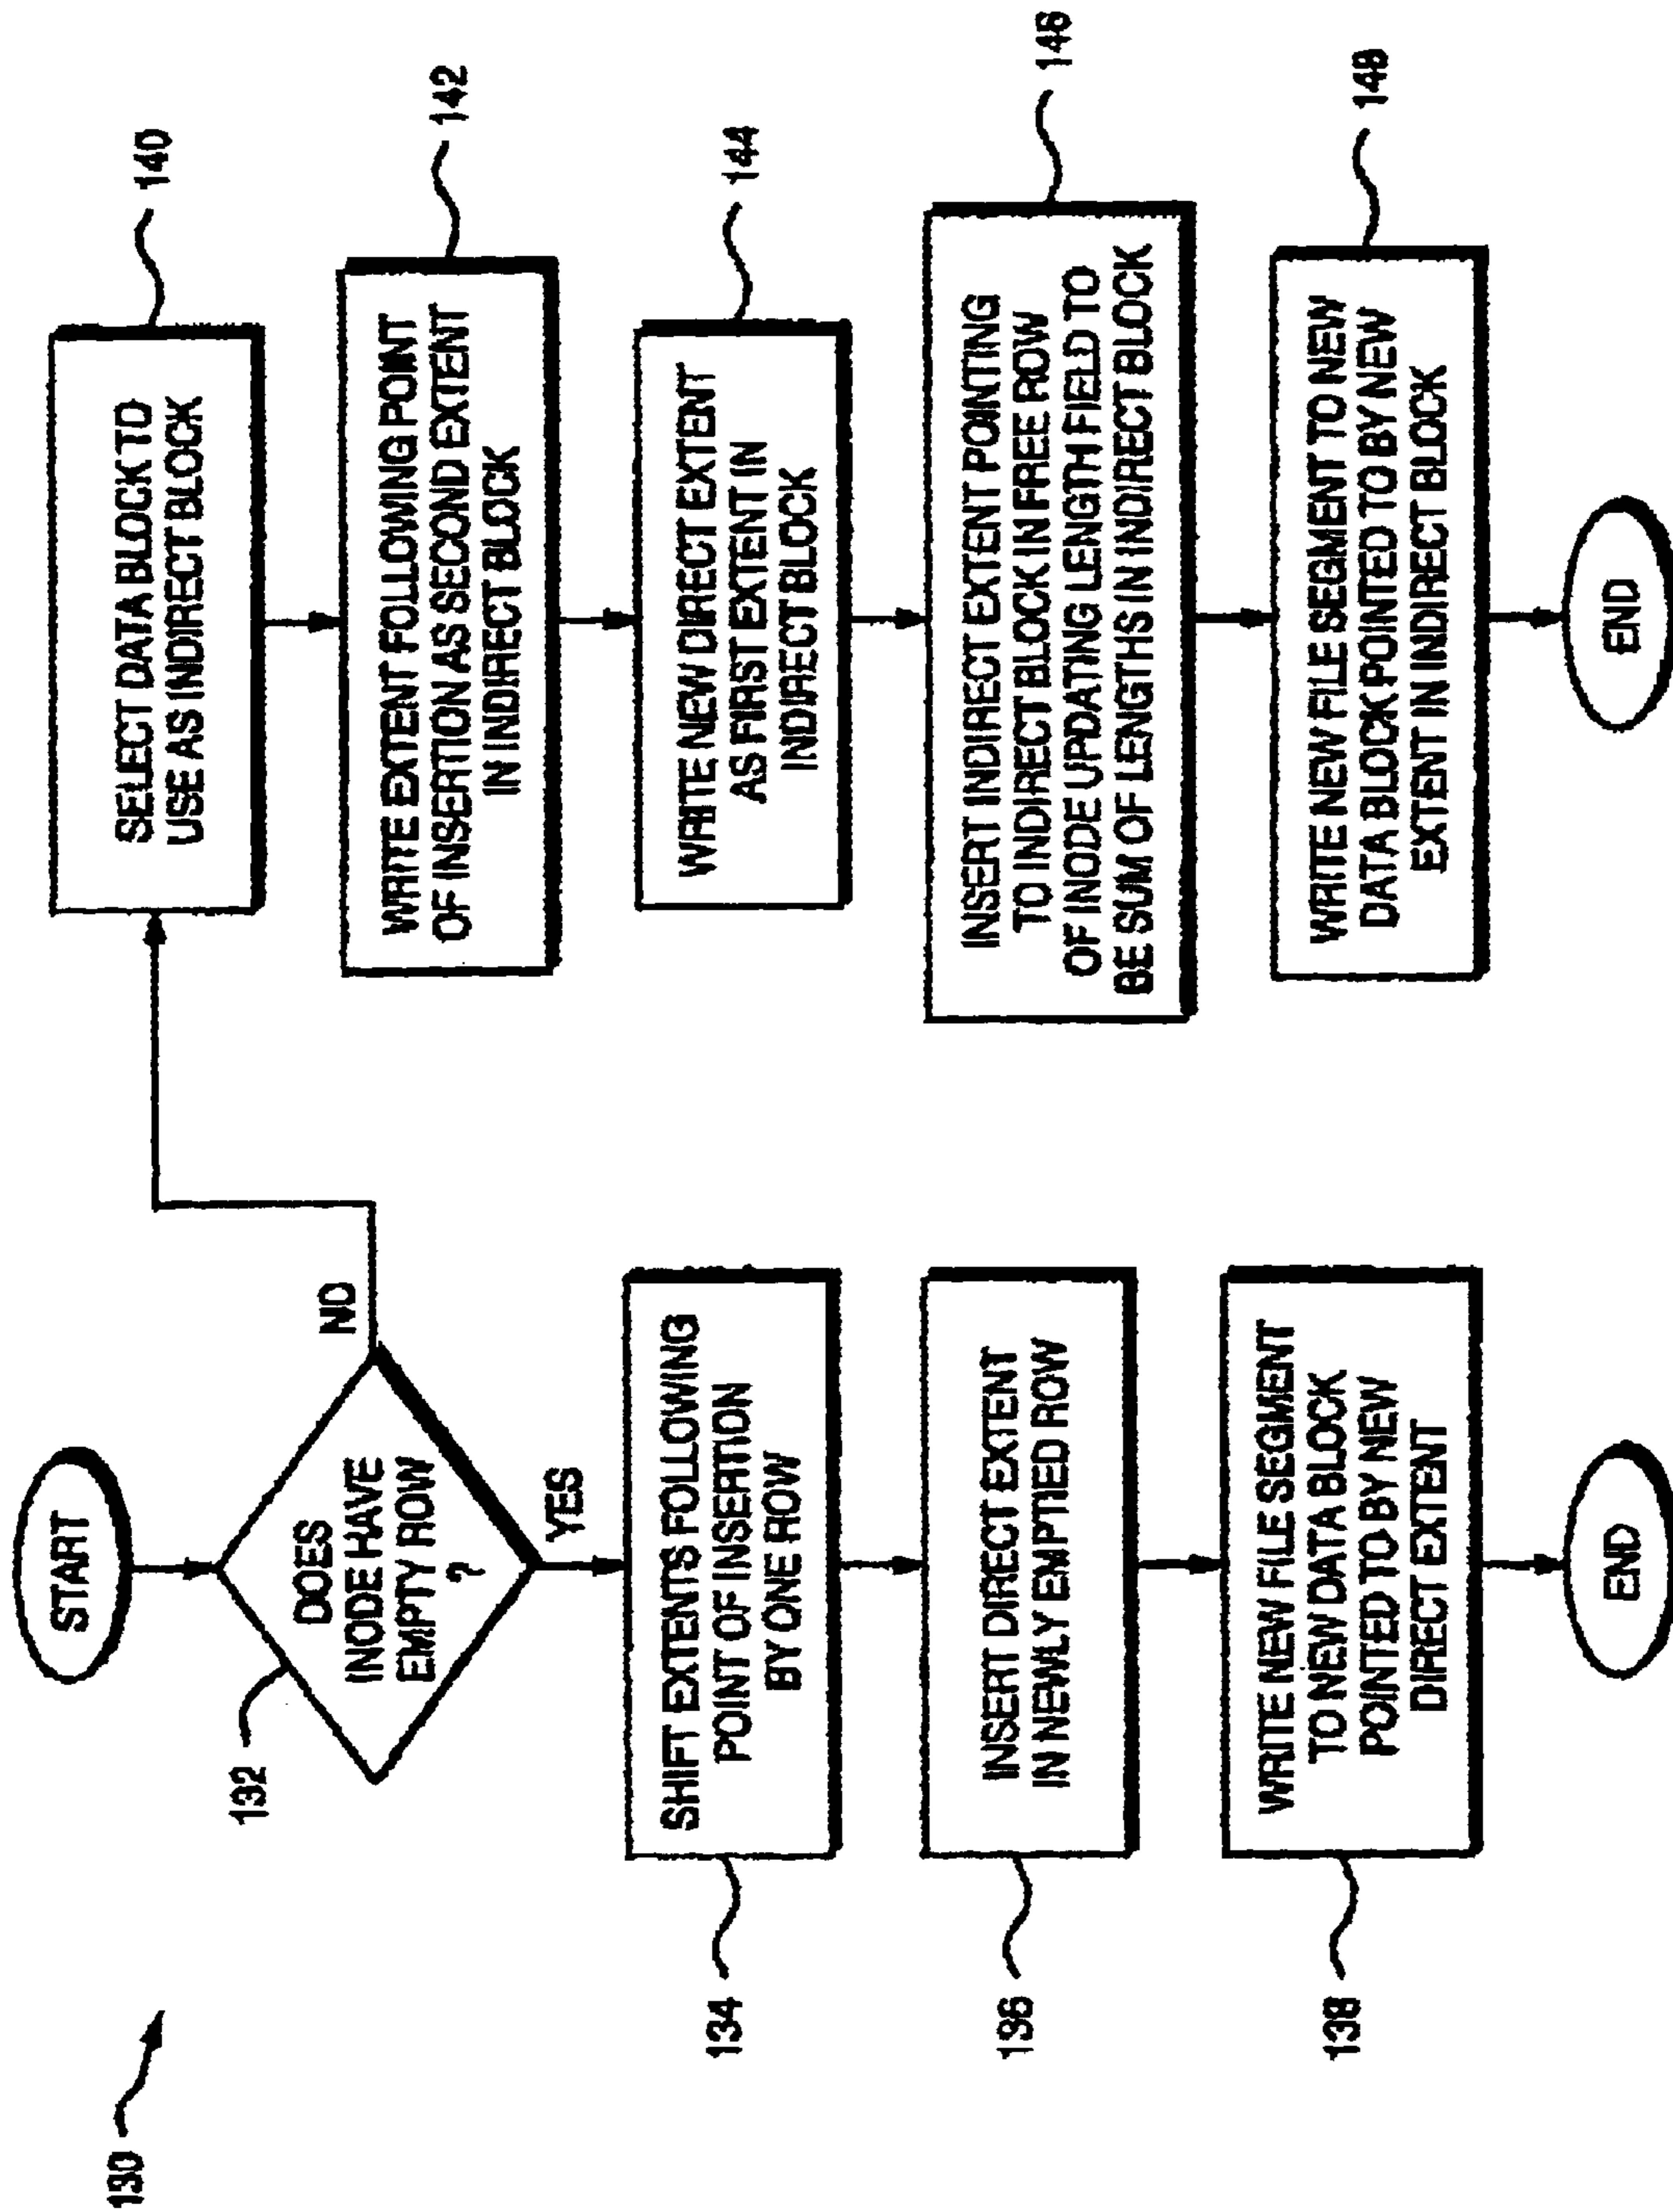 130
START
132
DOES
INODE HAVE
EMPTY ROW
?
NO
YES
134
SHIFT EXTENTS FOLLOWING
POINT OF INSERTION
BY ONE ROW
136
INSERT DIRECT EXTENT
IN NEWLY EMPTIED ROW
138
WRITE NEW FILE SEGMENT
TO NEW DATA BLOCK
POINTED TO BY NEW
DIRECT EXTENT
END
SELECT DATA BLOCK TO
USE AS INDIRECT BLOCK
140
WRITE EXTENT FOLLOWING POINT
OF INSERTION AS SECOND EXTENT
IN INDIRECT BLOCK
142
WRITE NEW DIRECT EXTENT
AS FIRST EXTENT IN
INDIRECT BLOCK
144
INSERT INDIRECT EXTENT POINTING
TO INDIRECT BLOCK IN FREE ROW
OF INODE UPDATING LENGTH FIELD TO
BE SUM OF LENGTHS IN INDIRECT BLOCK
146
WRITE NEW FILE SEGMENT TO NEW
DATA BLOCK POINTED TO BY NEW
EXTENT IN INDIRECT BLOCK
148
END